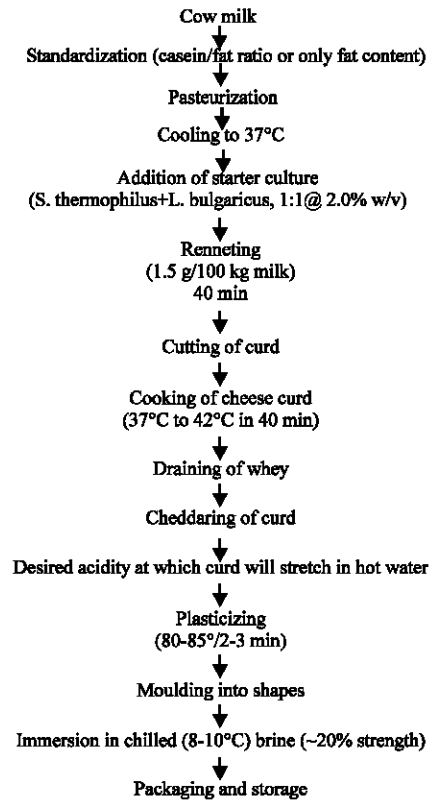 Cow milk
Standardization (casein/fat ratio or only fat content)
Pasteurization
Cooling to 37°C
Addition of starter culture
(S. thermophilus+L. bulgaricus, 1:1@ 2.0% w/v)
Renneting
(1.5 g/100 kg milk)
40 min
Cutting of curd
Cooking of cheese curd
(37°C to 42°C in 40 min)
Draining of whey
Cheddaring of curd
Desired acidity at which curd will stretch in hot water
Plasticizing
(80-85°/2-3 min)
Moulding into shapes
Immersion in chilled (8-10°C) brine (~20% strength)
Packaging and storage